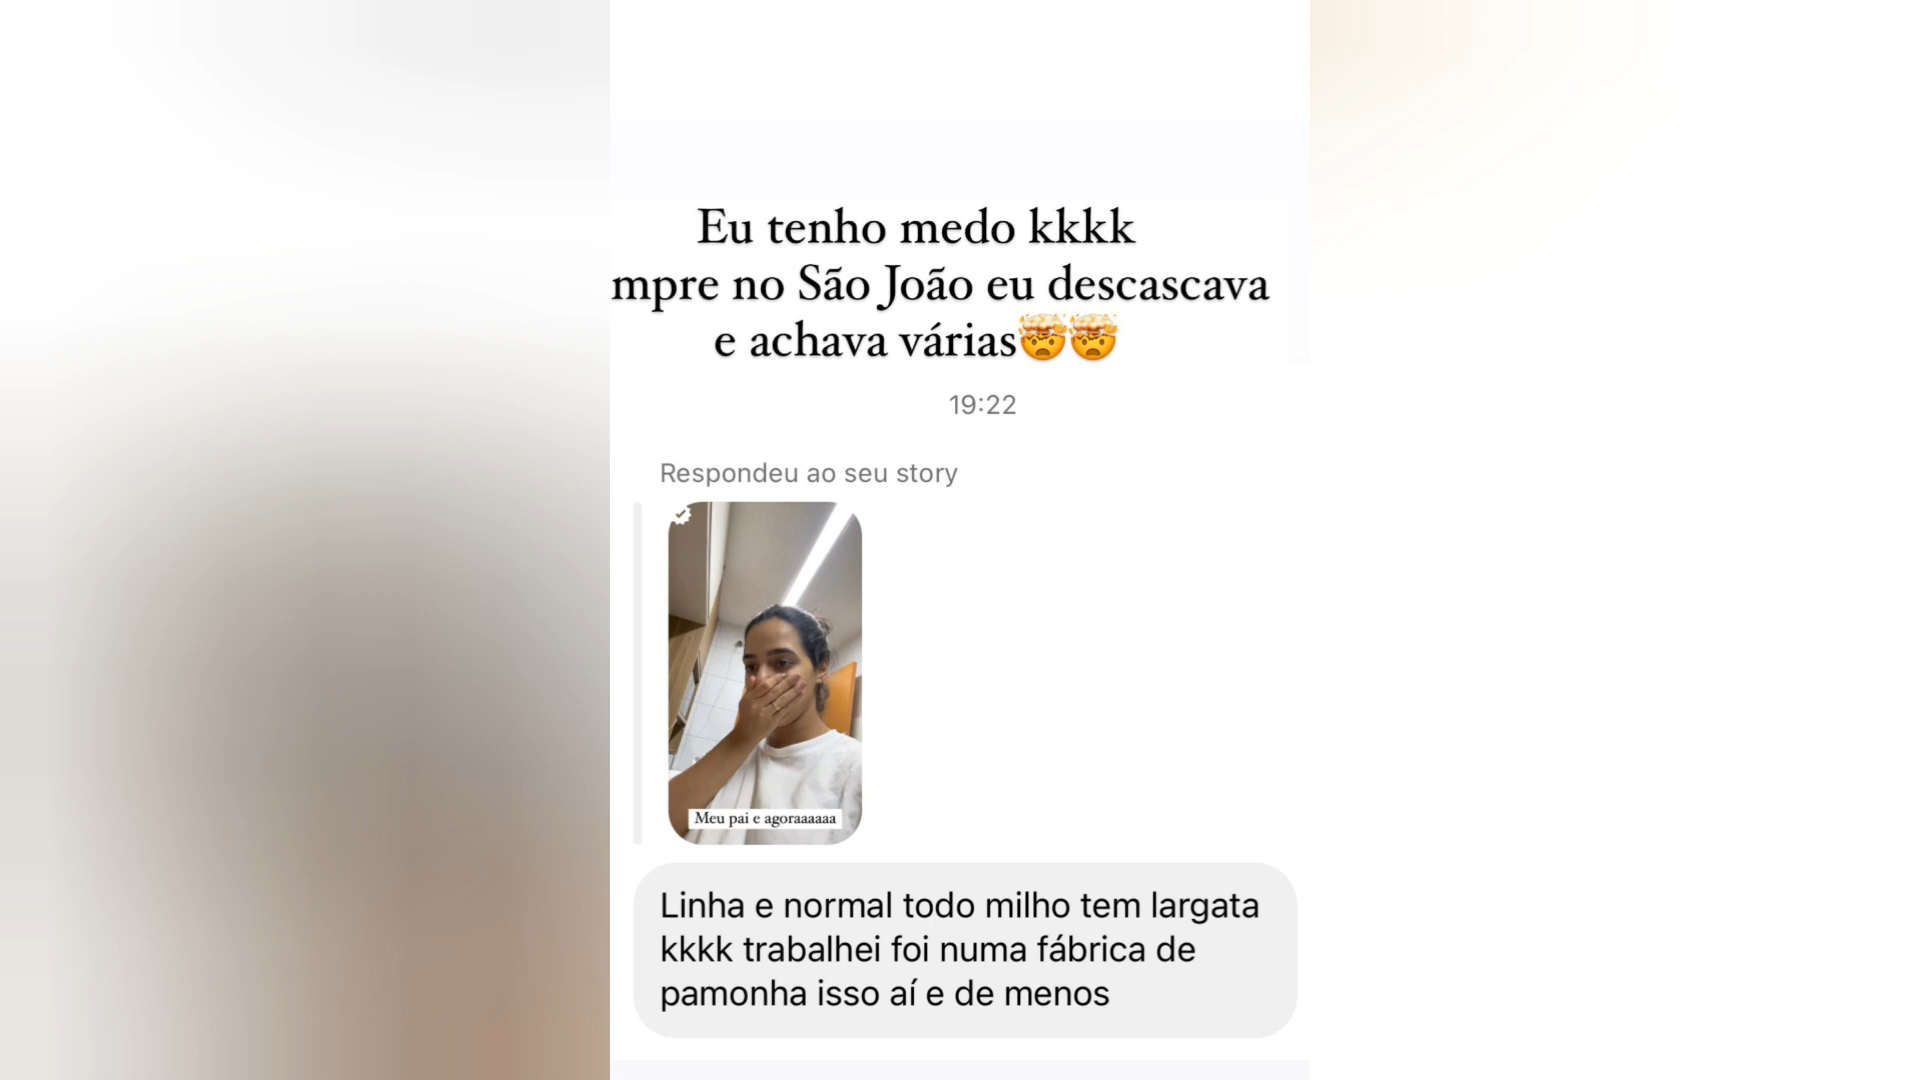 Eu tenho medo kkkk
mpre no São João eu descascava
e achava várias🤯🤯
19:22
Respondeu ao seu story
Meu pai e agoraaaaaa
Linha e normal todo milho tem largata
kkkk trabalhei foi numa fábrica de
pamonha isso aí e de menos